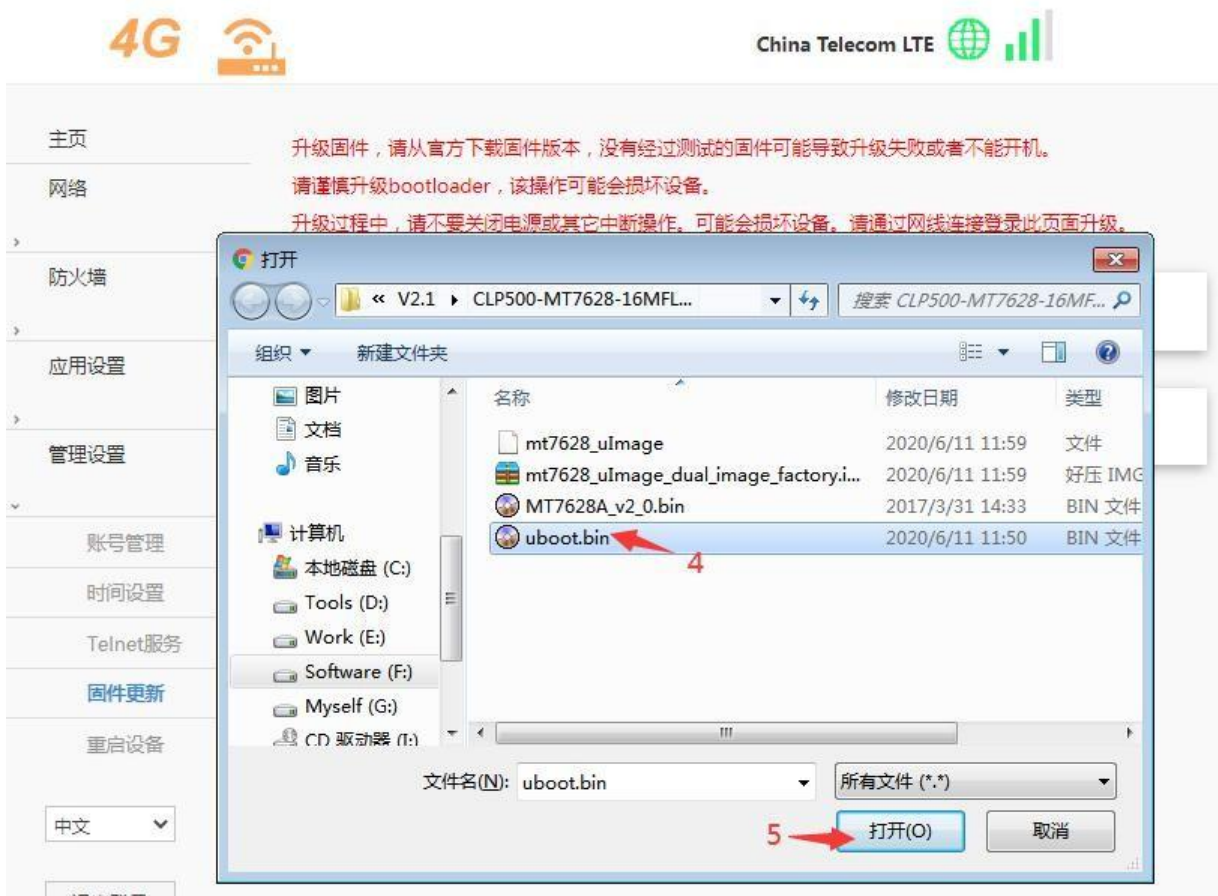 4G
China Telecom LTE
主页
升级固件，请从官方下载固件版本，没有经过测试的固件可能导致升级失败或者不能开机。
网络
请谨慎升级bootloader，该操作可能会损坏设备。
升级过程中，请不要关闭电源或其它中断操作。可能会损坏设备。请通过网线连接登录此页面升级。
防火墙
应用设置
管理设置
账号管理
时间设置
Telnet服务
固件更新
重启设备
中文
打开
« V2.1 ▸ CLP500-MT7628-16MFL...
搜索 CLP500-MT7628-16MF...
组织 新建文件夹
图片
文档
音乐
计算机
本地磁盘 (C:)
Tools (D:)
Work (E:)
Software (F:)
Myself (G:)
CD 驱动器 (I:)
名称 修改日期 类型
mt7628_uImage 2020/6/11 11:59 文件
mt7628_uImage_dual_image_factory.i... 2020/6/11 11:59 好压 IMG
MT7628A_v2_0.bin 2017/3/31 14:33 BIN 文件
uboot.bin 2020/6/11 11:50 BIN 文件
4
文件名(N): uboot.bin 所有文件 (*.*)
5 打开(O) 取消